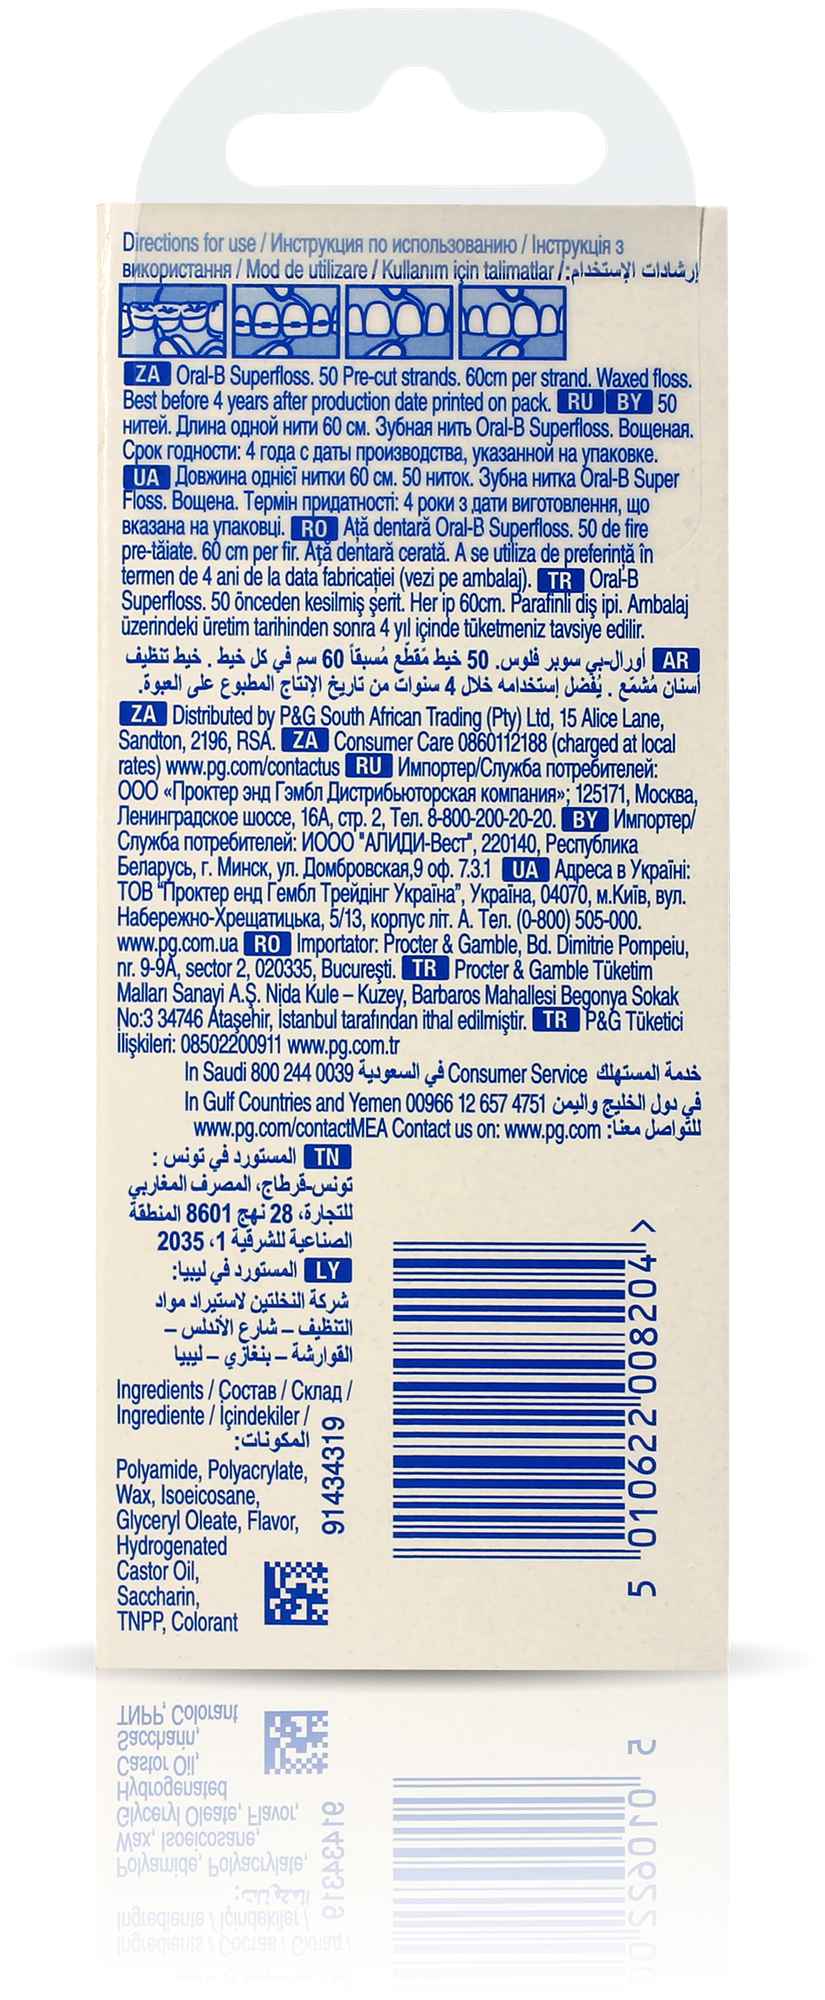 Directions for use / Инструкция по использованию / Інструкція з
використання / Mod de utilizare / Kullanım için talimatlar / إرشادات الإستخدام:
ZA Oral-B Superfloss. 50 Pre-cut strands. 60cm per strand. Waxed floss.
Best before 4 years after production date printed on pack. RU BY 50
нитей. Длина одной нити 60 см. Зубная нить Oral-B Superfloss. Вощеная.
Срок годности: 4 года с даты производства, указанной на упаковке.
UA Довжина однієї нитки 60 см. 50 ниток. Зубна нитка Oral-B Super
Floss. Вощена. Термін придатності: 4 роки з дати виготовлення, що
вказана на упаковці. RO Aţă dentară Oral-B Superfloss. 50 de fire
pre-tăiate. 60 cm per fir. Aţă dentară cerată. A se utiliza de preferinţă în
termen de 4 ani de la data fabricaţiei (vezi pe ambalaj). TR Oral-B
Superfloss. 50 önceden kesilmiş şerit. Her ip 60cm. Parafinli diş ipi. Ambalaj
üzerindeki üretim tarihinden sonra 4 yıl içinde tüketmeniz tavsiye edilir.
AR أورال-بي سوبر فلوس. 50 خيط مُقطّع مُسبقاً 60 سم في كل خيط . خيط تنظيف
أسنان مُشمّع . يُفضل إستخدامه خلال 4 سنوات من تاريخ الإنتاج المطبوع على العبوة.
ZA Distributed by P&G South African Trading (Pty) Ltd, 15 Alice Lane,
Sandton, 2196, RSA. ZA Consumer Care 0860112188 (charged at local
rates) www.pg.com/contactus RU Импортер/Служба потребителей:
ООО «Проктер энд Гэмбл Дистрибьюторская компания»; 125171, Москва,
Ленинградское шоссе, 16А, стр. 2, Тел. 8-800-200-20-20. BY Импортер/
Служба потребителей: ИООО "АЛИДИ-Вест", 220140, Республика
Беларусь, г. Минск, ул. Домбровская,9 оф. 7.3.1 UA Адреса в Україні:
ТОВ "Проктер енд Гембл Трейдінг Україна", Україна, 04070, м.Київ, вул.
Набережно-Хрещатицька, 5/13, корпус літ. А. Тел. (0-800) 505-000.
www.pg.com.ua RO Importator: Procter & Gamble, Bd. Dimitrie Pompeiu,
nr. 9-9A, sector 2, 020335, Bucureşti. TR Procter & Gamble Tüketim
Malları Sanayi A.Ş. Nida Kule – Kuzey, Barbaros Mahallesi Begonya Sokak
No:3 34746 Ataşehir, İstanbul tarafından ithal edilmiştir. TR P&G Tüketici
İlişkileri: 08502200911 www.pg.com.tr
خدمة المستهلك Consumer Service في السعودية In Saudi 800 244 0039
في دول الخليج واليمن In Gulf Countries and Yemen 00966 12 657 4751
للتواصل معنا: www.pg.com/contactMEA Contact us on: www.pg.com
TN المستورد في تونس :
تونس-قرطاج، المصرف المغاربي
للتجارة، 28 نهج 8601 المنطقة
الصناعية للشرقية 1، 2035
LY المستورد في ليبيا:
شركة النخلتين لاستيراد مواد
التنظيف – شارع الأندلس –
القوارشة – بنغازي – ليبيا
Ingredients / Состав / Склад /
Ingrediente / İçindekiler /
المكونات:
Polyamide, Polyacrylate,
Wax, Isoeicosane,
Glyceryl Oleate, Flavor,
Hydrogenated
Castor Oil,
Saccharin,
TNPP, Colorant
91434319
5 010622 008204 >